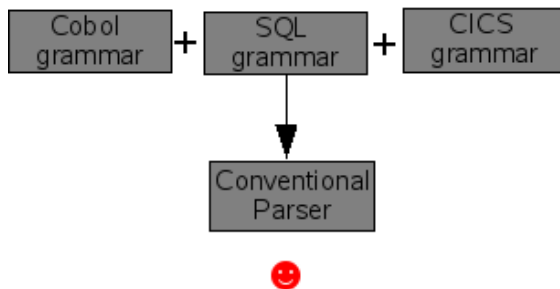 Cobol
grammar
+
SQL
grammar
+
CICS
grammar
Conventional
Parser